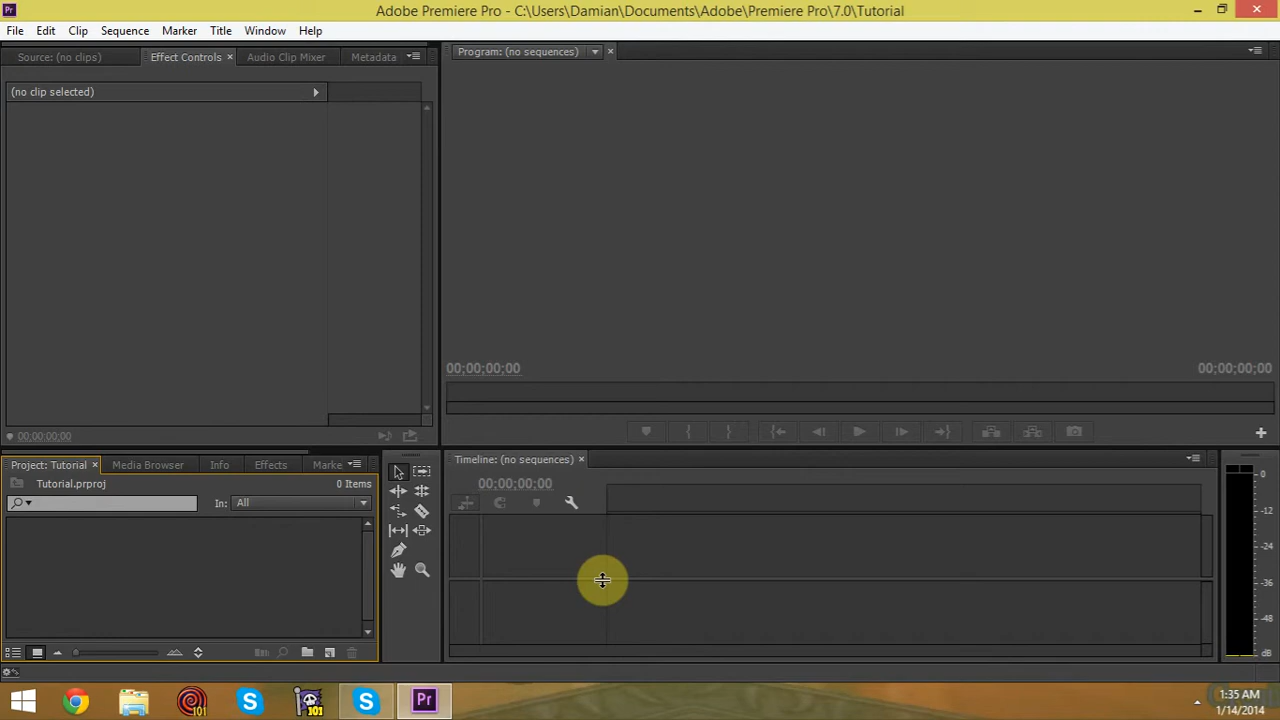 Adobe Premiere Pro - C:\Users\Damian\Documents\Adobe\Premiere Pro\7.0\Tutorial
File Edit Clip Sequence Marker Title Window Help
Source: (no clips) Effect Controls Audio Clip Mixer Metadata
Program: (no sequences)
(no clip selected)
00;00;00;00 00;00;00;00
00;00;00;00
Project: Tutorial Media Browser Info Effects Marke
Timeline: (no sequences)
Tutorial.prproj 0 Items
00;00;00;00
In: All
0
-12
-24
-36
-48
dB
101
101
Pr
1:35 AM
1/14/2014